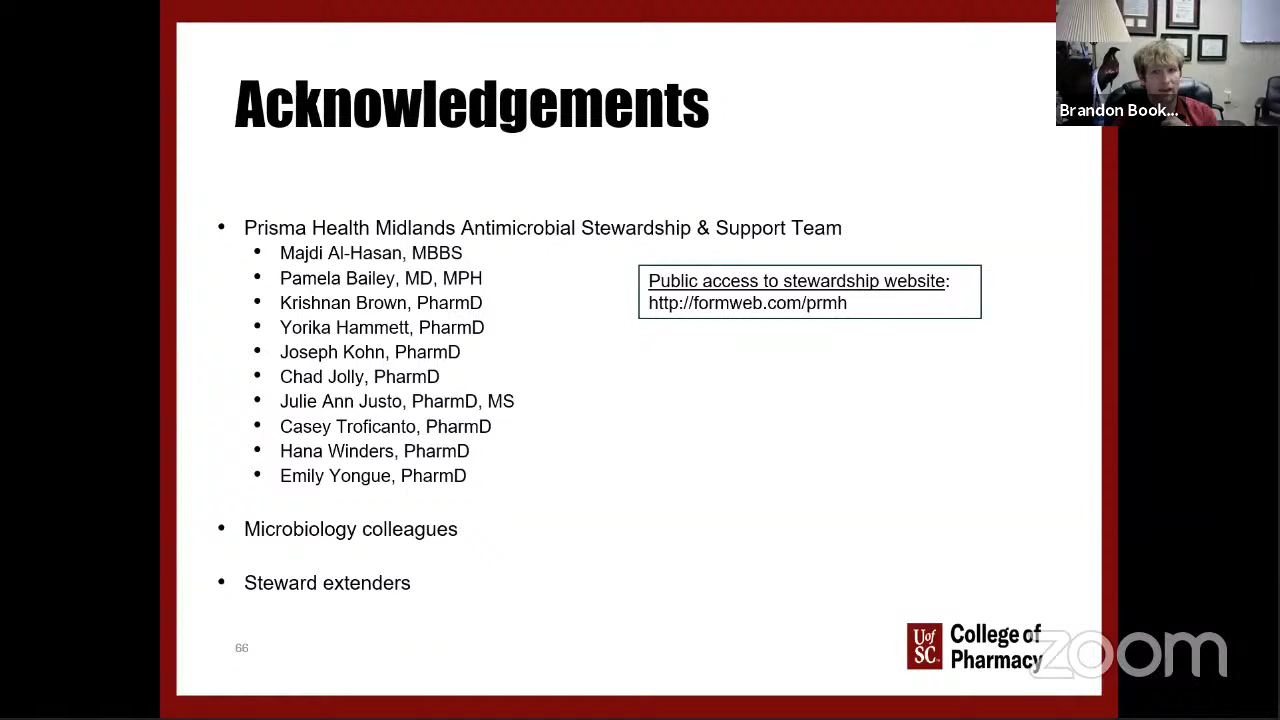 Acknowledgements
Brandon Book...
• Prisma Health Midlands Antimicrobial Stewardship & Support Team
• Majdi Al-Hasan, MBBS
• Pamela Bailey, MD, MPH
• Krishnan Brown, PharmD
• Yorika Hammett, PharmD
• Joseph Kohn, PharmD
• Chad Jolly, PharmD
• Julie Ann Justo, PharmD, MS
• Casey Troficanto, PharmD
• Hana Winders, PharmD
• Emily Yongue, PharmD
Public access to stewardship website:
http://formweb.com/prmh
• Microbiology colleagues
• Steward extenders
66
UofSC
College of
Pharmacy
zoom